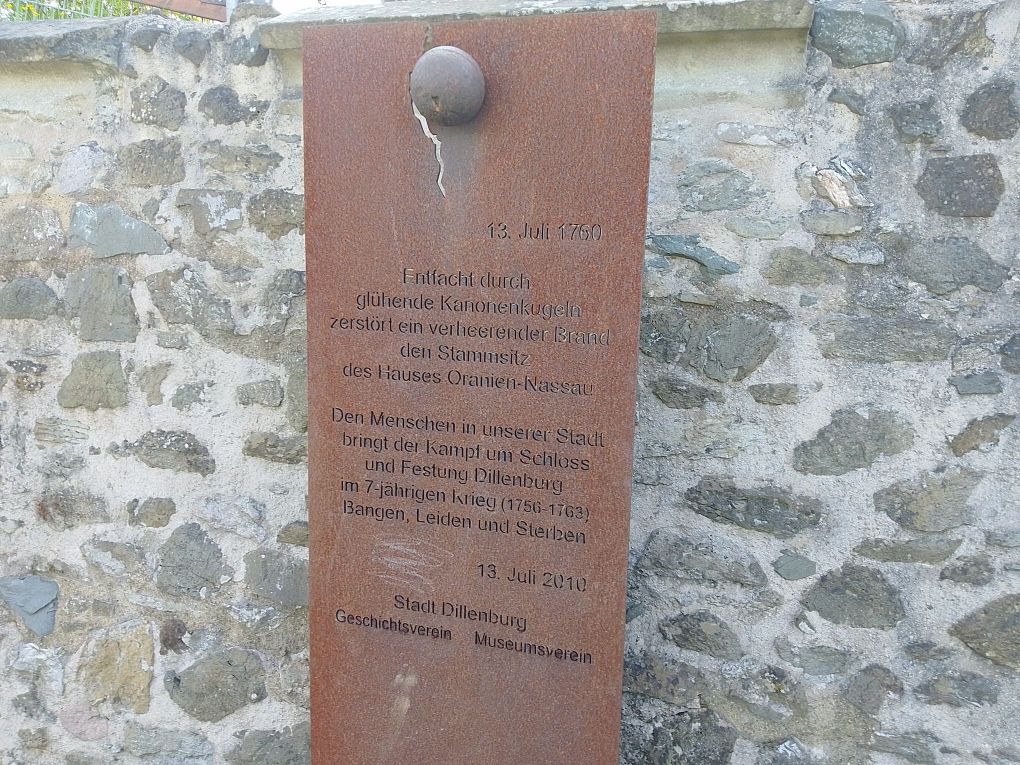 13. Juli 1760
Entfacht durch
glühende Kanonenkugeln
zerstört ein verheerender Brand
den Stammsitz
des Hauses Oranien-Nassau
Den Menschen in unserer Stadt
bringt der Kampf um Schloss
und Festung Dillenburg
im 7-jährigen Krieg (1756-1763)
Bangen, Leiden und Sterben
13. Juli 2010
Stadt Dillenburg
Geschichtsverein Museumsverein